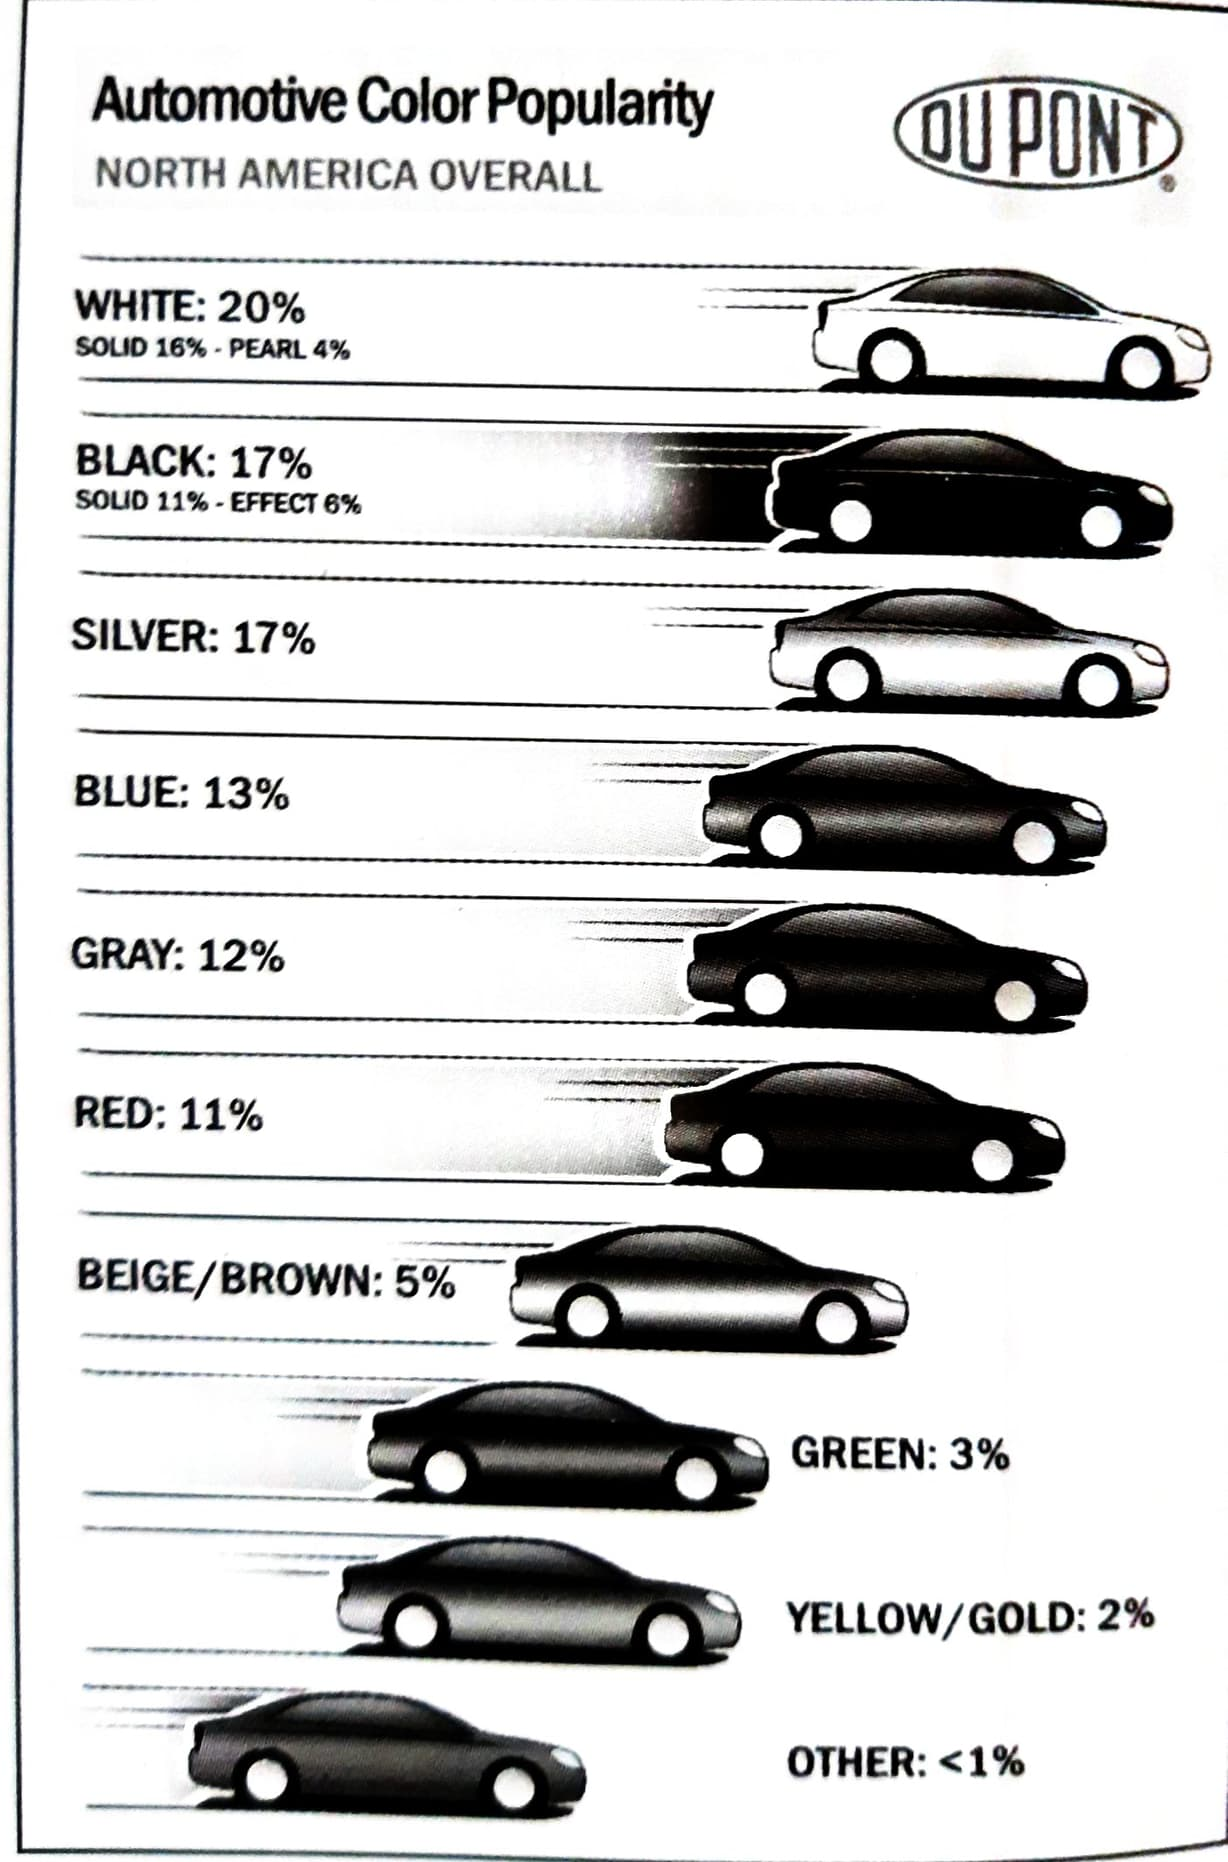 Automotive Color Popularity
NORTH AMERICA OVERALL
DU PONT®
WHITE: 20%
SOLID 16% - PEARL 4%
BLACK: 17%
SOLID 11% - EFFECT 6%
SILVER: 17%
BLUE: 13%
GRAY: 12%
RED: 11%
BEIGE/BROWN: 5%
GREEN: 3%
YELLOW/GOLD: 2%
OTHER: <1%